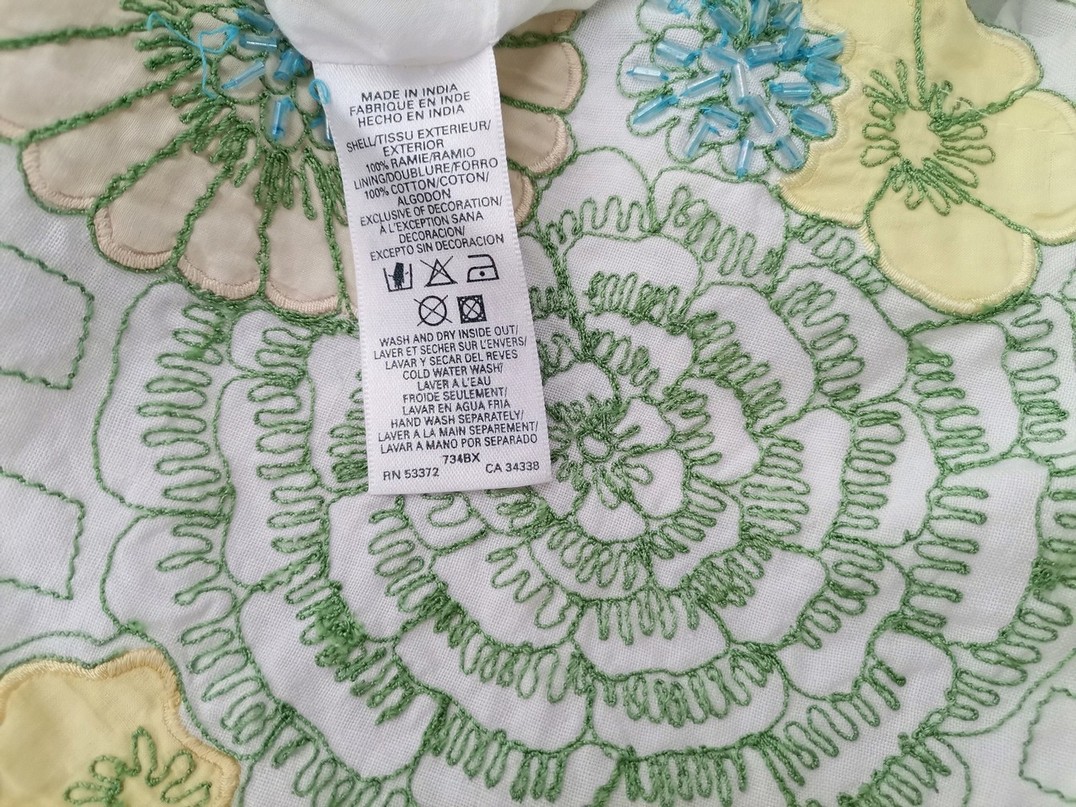 MADE IN INDIA
FABRIQUE EN INDE
HECHO EN INDIA
SHELL/TISSU EXTERIEUR/
EXTERIOR
100% RAMIE/RAMIO
LINING/DOUBLURE/FORRO
100% COTTON/COTON/
ALGODON
EXCLUSIVE OF DECORATION/
À L'EXCEPTION SANA
DECORACION/
EXCEPTO SIN DECORACION
WASH AND DRY INSIDE OUT/
LAVER ET SECHER SUR L'ENVERS/
LAVAR Y SECAR DEL REVES
COLD WATER WASH/
LAVER A L'EAU
FROIDE SEULEMENT/
LAVAR EN AGUA FRIA
HAND WASH SEPARATELY/
LAVER A LA MAIN SEPAREMENT/
LAVAR A MANO POR SEPARADO
734BX
RN 53372 CA 34338